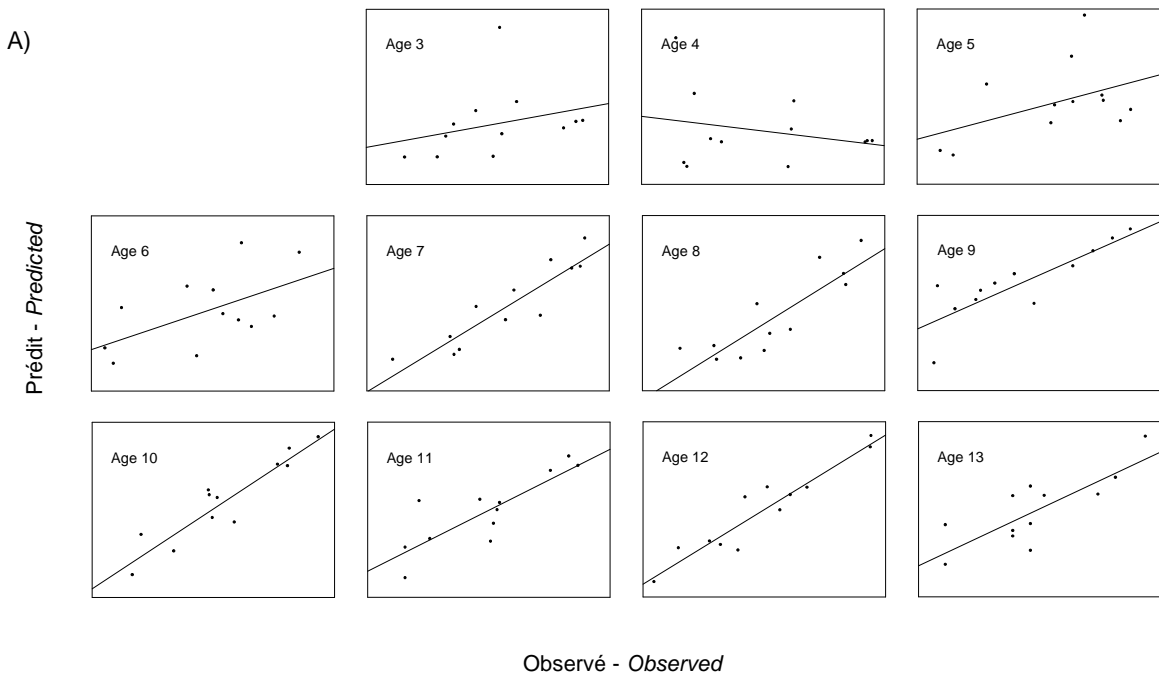 A)
Age 3
Age 4
Age 5
Prédit - Predicted
Age 6
Age 7
Age 8
Age 9
Age 10
Age 11
Age 12
Age 13
Observé - Observed